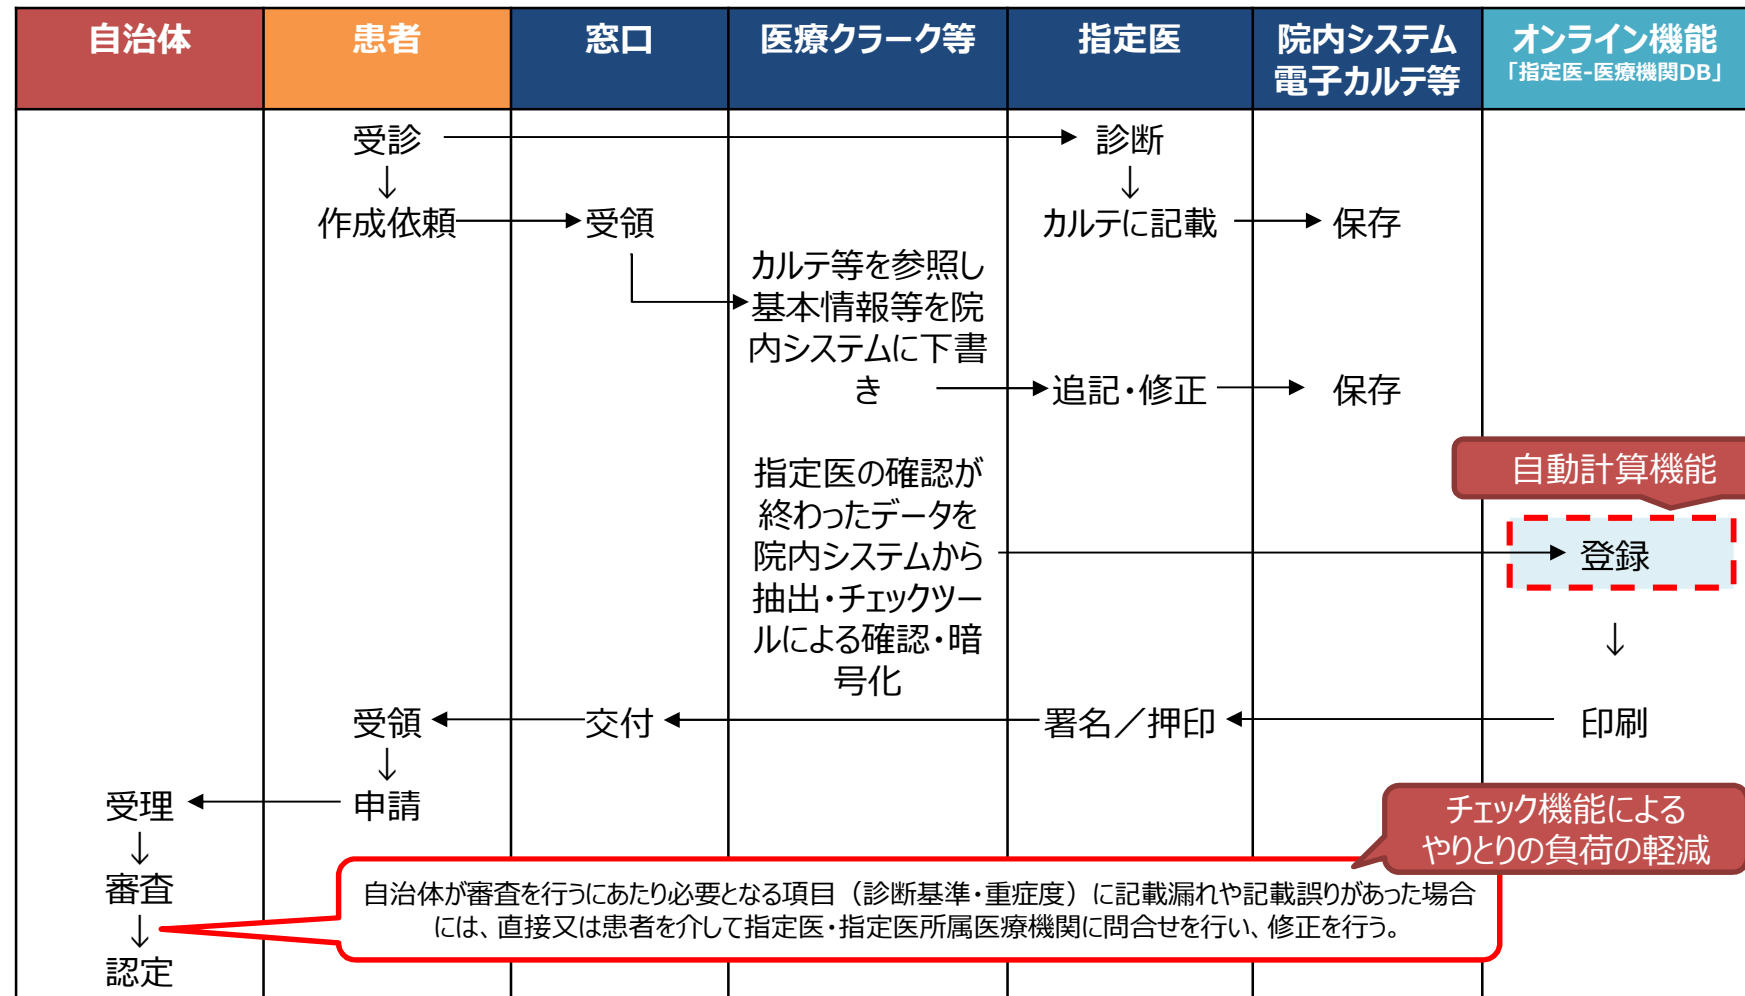 自治体
患者
窓口
医療クラーク等
指定医
院内システム
電子カルテ等
オンライン機能
「指定医-医療機関DB」
受診
診断
↓
↓
作成依頼
受領
カルテに記載
保存
カルテ等を参照し
基本情報等を院
内システムに下書
き
追記・修正
保存
自動計算機能
指定医の確認が
終わったデータを
院内システムから
抽出・チェックツー
ルによる確認・暗
号化
登録
↓
受領
交付
署名／押印
印刷
↓
受理
申請
チェック機能による
やりとりの負荷の軽減
↓
審査
自治体が審査を行うにあたり必要となる項目（診断基準・重症度）に記載漏れや記載誤りがあった場合
には、直接又は患者を介して指定医・指定医所属医療機関に問合せを行い、修正を行う。
↓
認定